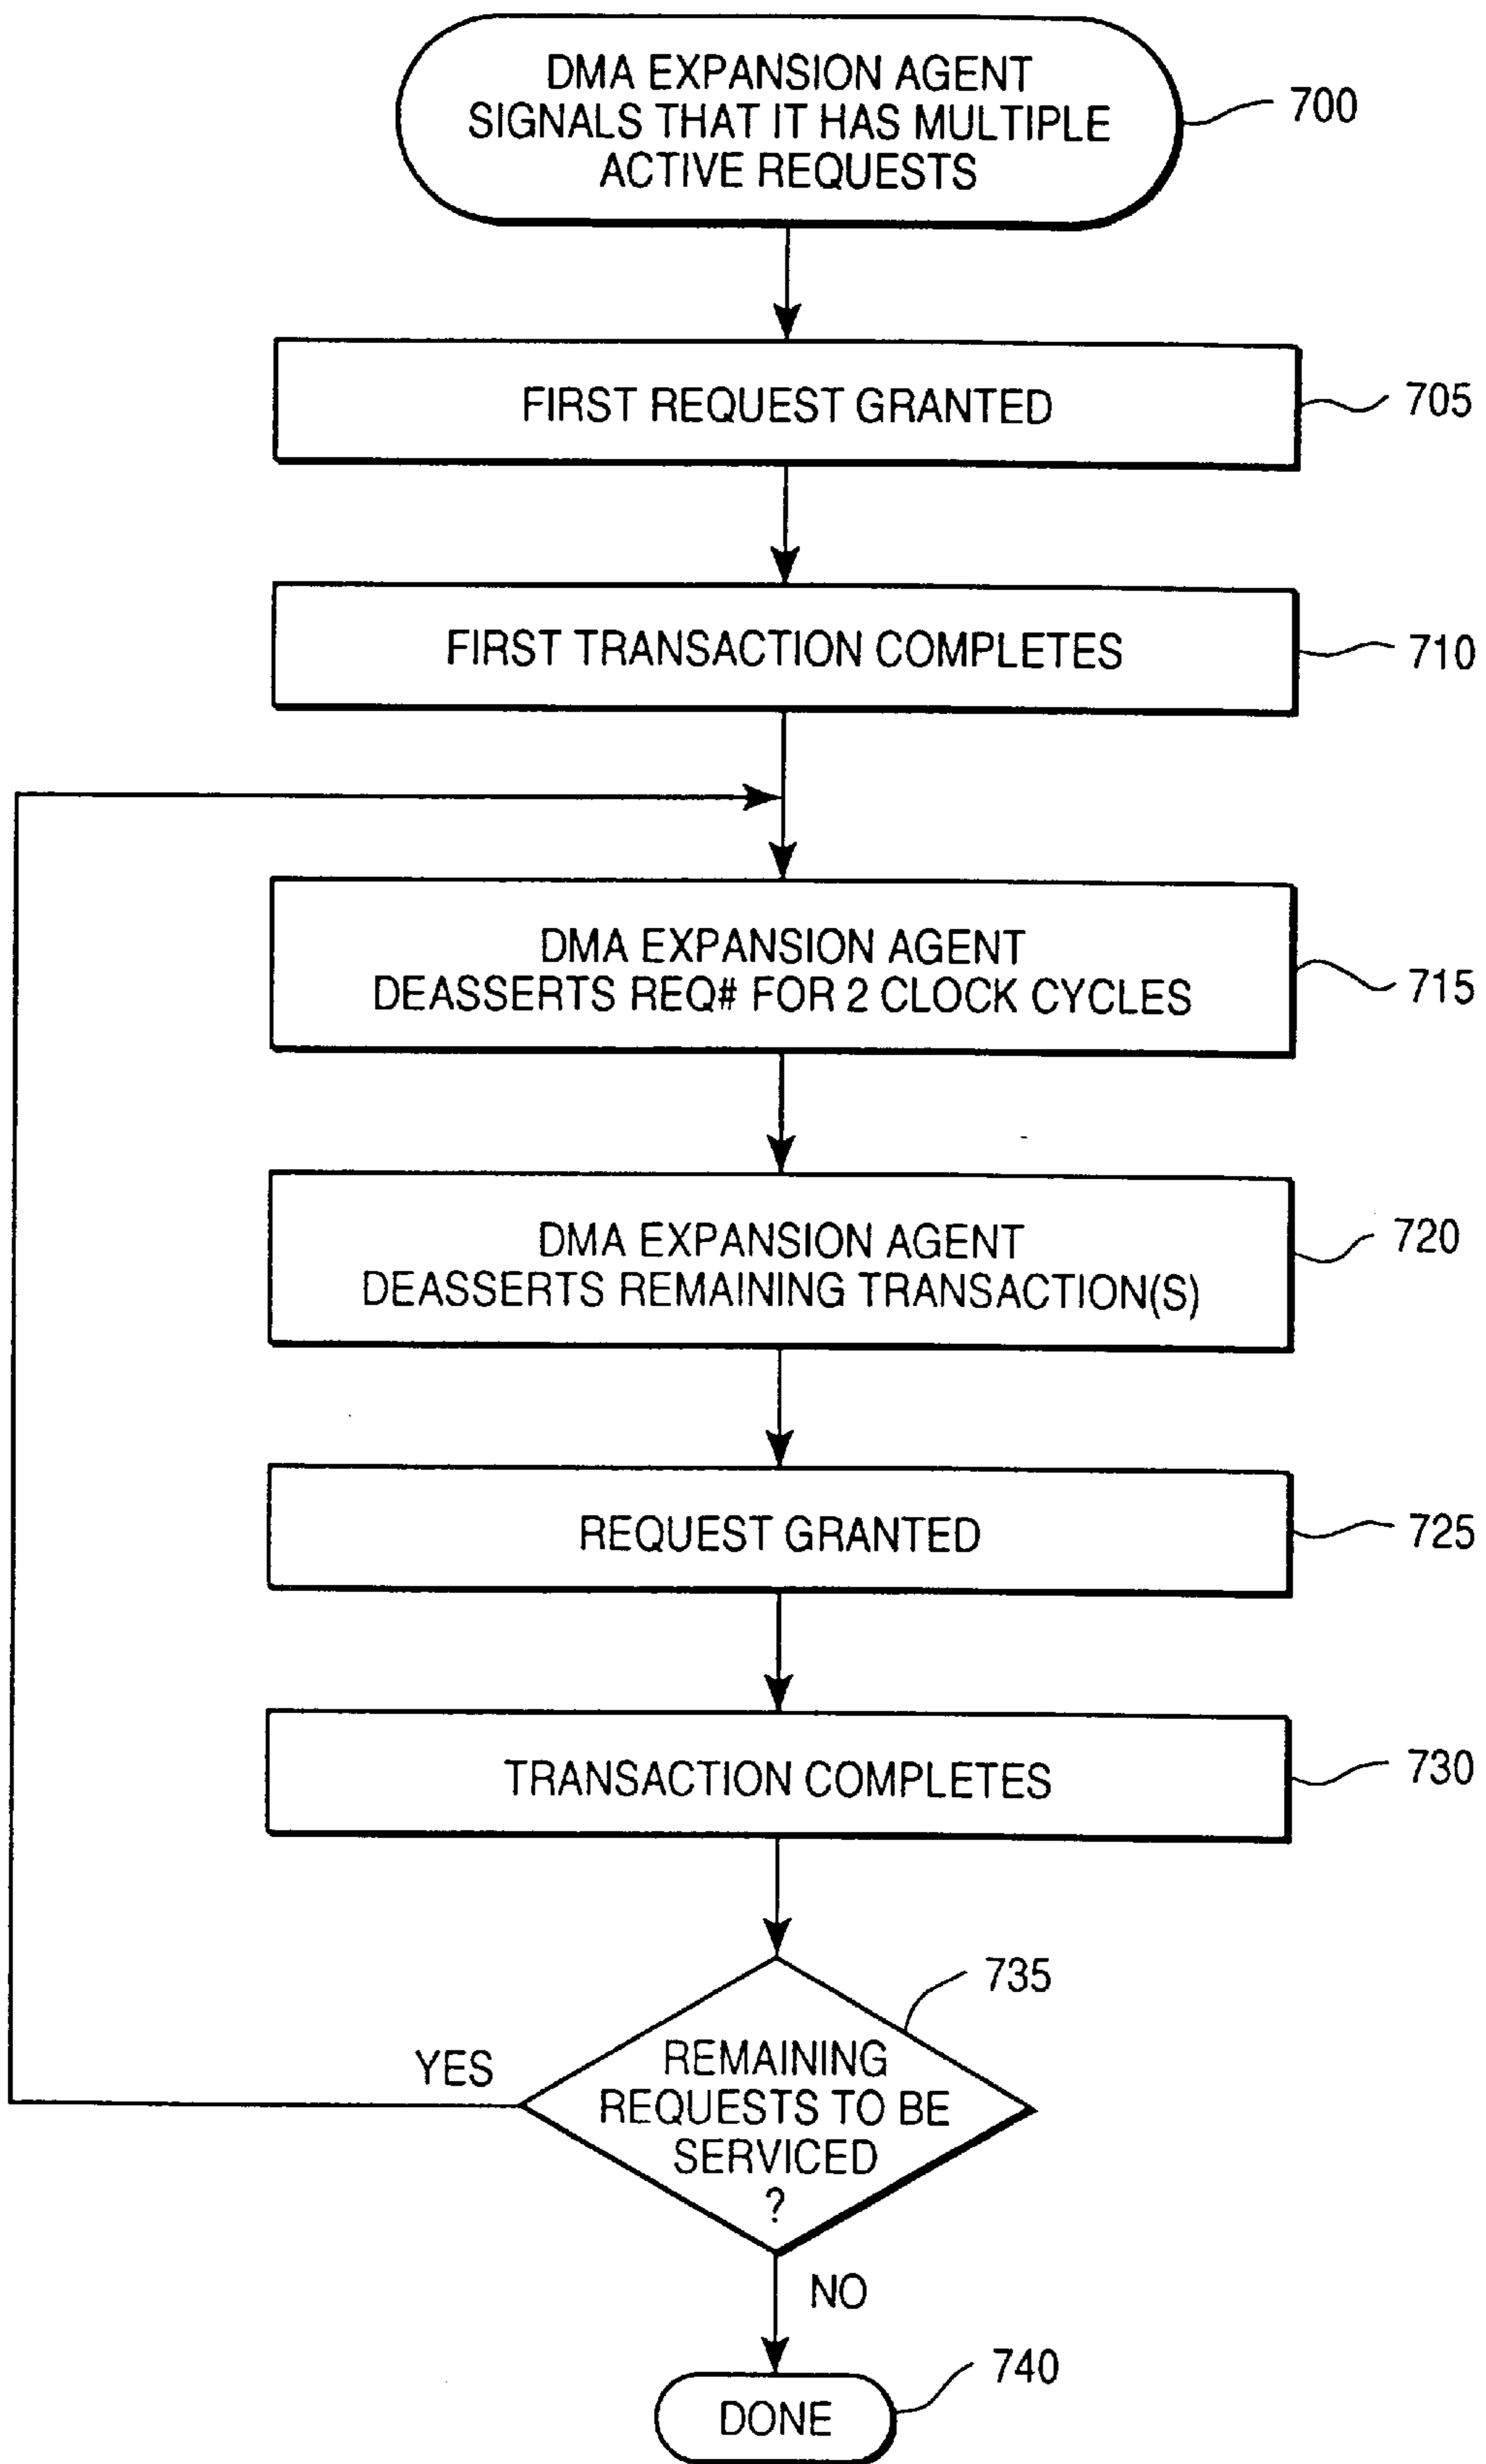 DMA EXPANSION AGENT
SIGNALS THAT IT HAS MULTIPLE
ACTIVE REQUESTS
700
FIRST REQUEST GRANTED
705
FIRST TRANSACTION COMPLETES
710
DMA EXPANSION AGENT
DEASSERTS REQ# FOR 2 CLOCK CYCLES
715
DMA EXPANSION AGENT
DEASSERTS REMAINING TRANSACTION(S)
720
REQUEST GRANTED
725
TRANSACTION COMPLETES
730
735
YES
REMAINING
REQUESTS TO BE
SERVICED
?
NO
740
DONE